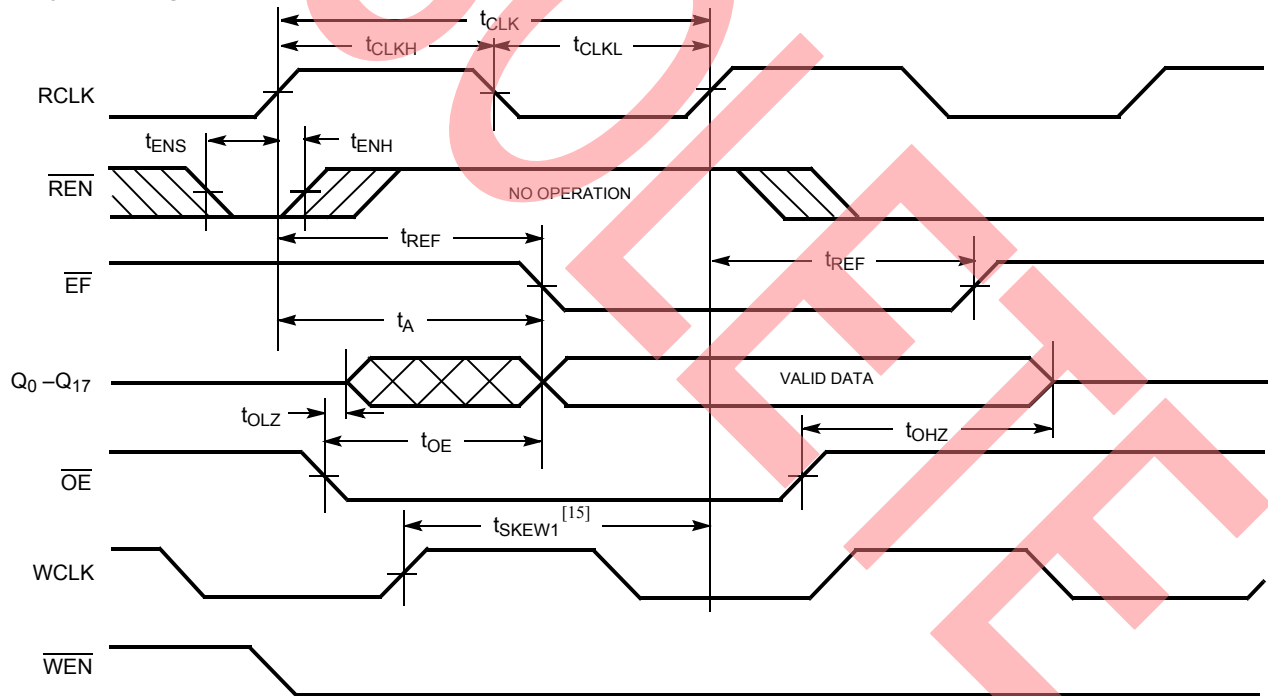 tCLK
tCLKH
tCLKL
RCLK
tENS
tENH
REN
NO OPERATION
tREF
tREF
EF
tA
Q0 –Q17
VALID DATA
tOLZ
tOE
tOHZ
OE
tSKEW1 [15]
WCLK
WEN
OBSOLETE